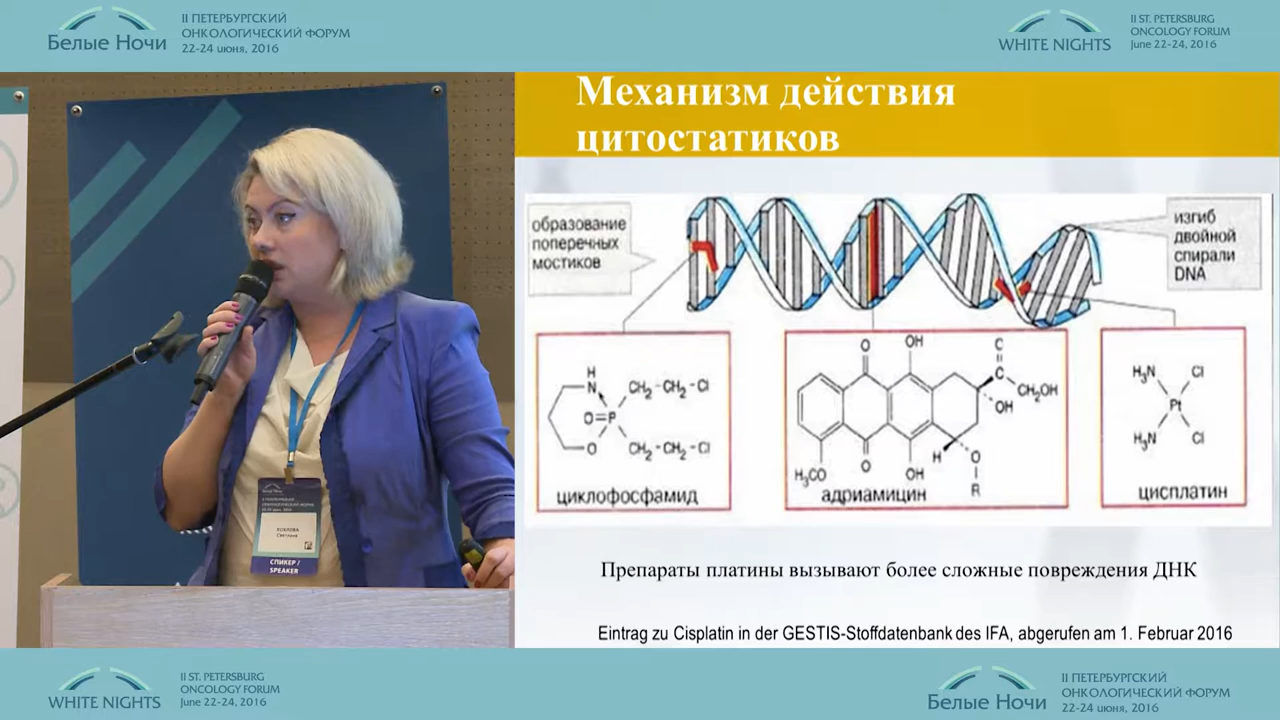 II ПЕТЕРБУРГСКИЙ
ОНКОЛОГИЧЕСКИЙ ФОРУМ
Белые Ночи
22-24 июня, 2016
II ST. PETERSBURG
ONCOLOGY FORUM
WHITE NIGHTS
June 22-24, 2016
Механизм действия
цитостатиков
образование
поперечных
мостиков
изгиб
двойной
спирали
DNA
H
N
CH2-CH2-Cl
O=P
O
CH2-CH2-Cl
циклофосфамид
O
OH
C
C
CH2OH
OH
H3CO
O
OH
H
O
R
адриамицин
H3N
Cl
Pt
H3N
Cl
цисплатин
Препараты платины вызывают более сложные повреждения ДНК
Eintrag zu Cisplatin in der GESTIS-Stoffdatenbank des IFA, abgerufen am 1. Februar 2016
Белые Ночи
Светлана
СПИКЕР /
SPEAKER
II ST. PETERSBURG
ONCOLOGY FORUM
WHITE NIGHTS
June 22-24, 2016
II ПЕТЕРБУРГСКИЙ
ОНКОЛОГИЧЕСКИЙ ФОРУМ
Белые Ночи
22-24 июня, 2016